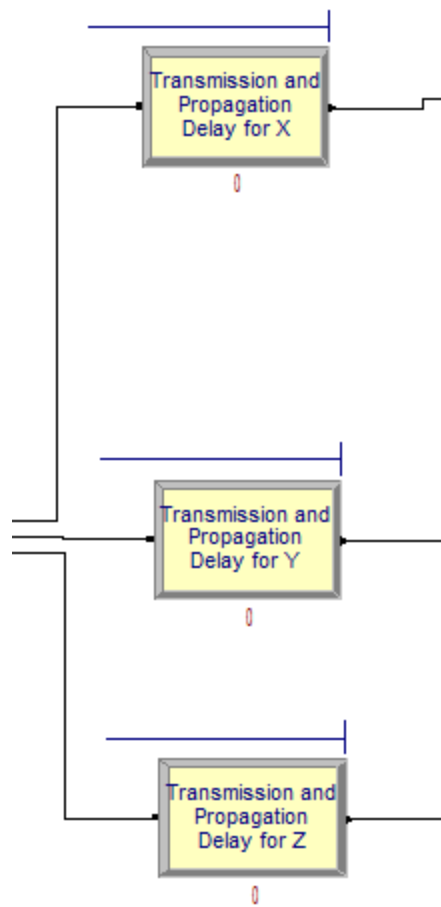 Transmission and
Propagation
Delay for X
0
Transmission and
Propagation
Delay for Y
0
Transmission and
Propagation
Delay for Z
0